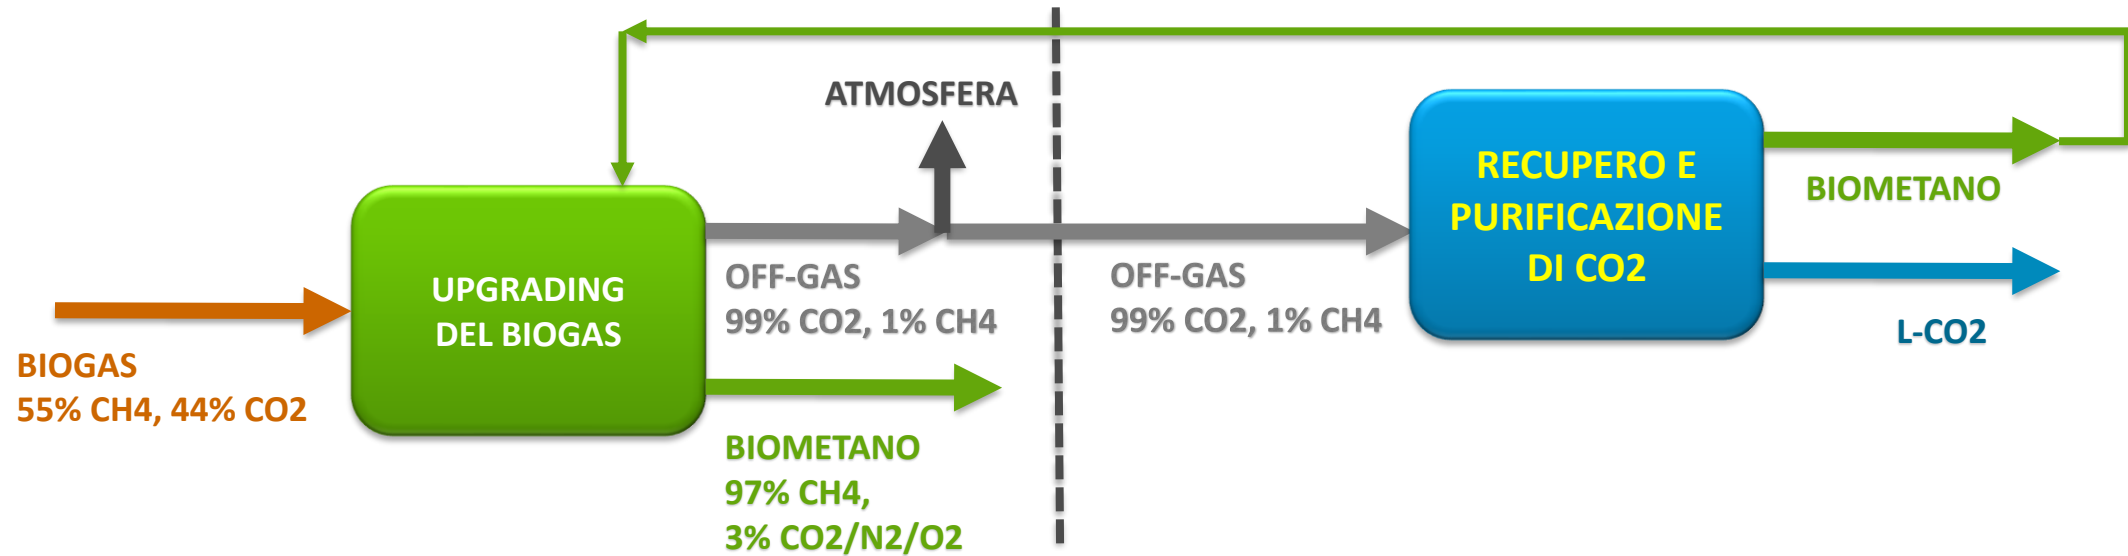 ATMOSFERA
RECUPERO E
PURIFICAZIONE
DI CO2
BIOMETANO
UPGRADING
DEL BIOGAS
OFF-GAS
99% CO2, 1% CH4
OFF-GAS
99% CO2, 1% CH4
L-CO2
BIOGAS
55% CH4, 44% CO2
BIOMETANO
97% CH4,
3% CO2/N2/O2